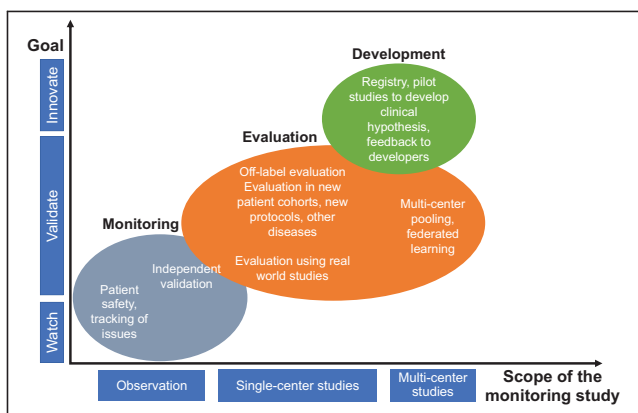 Goal
Innovate
Validate
Watch
Development
Registry, pilot
studies to develop
clinical
hypothesis,
feedback to
developers
Evaluation
Off-label evaluation
Evaluation in new
patient cohorts, new
protocols, other
diseases
Evaluation using real
world studies
Multi-center
pooling,
federated
learning
Monitoring
Independent
validation
Patient
safety,
tracking of
issues
Observation
Single-center studies
Multi-center
studies
Scope of the
monitoring study